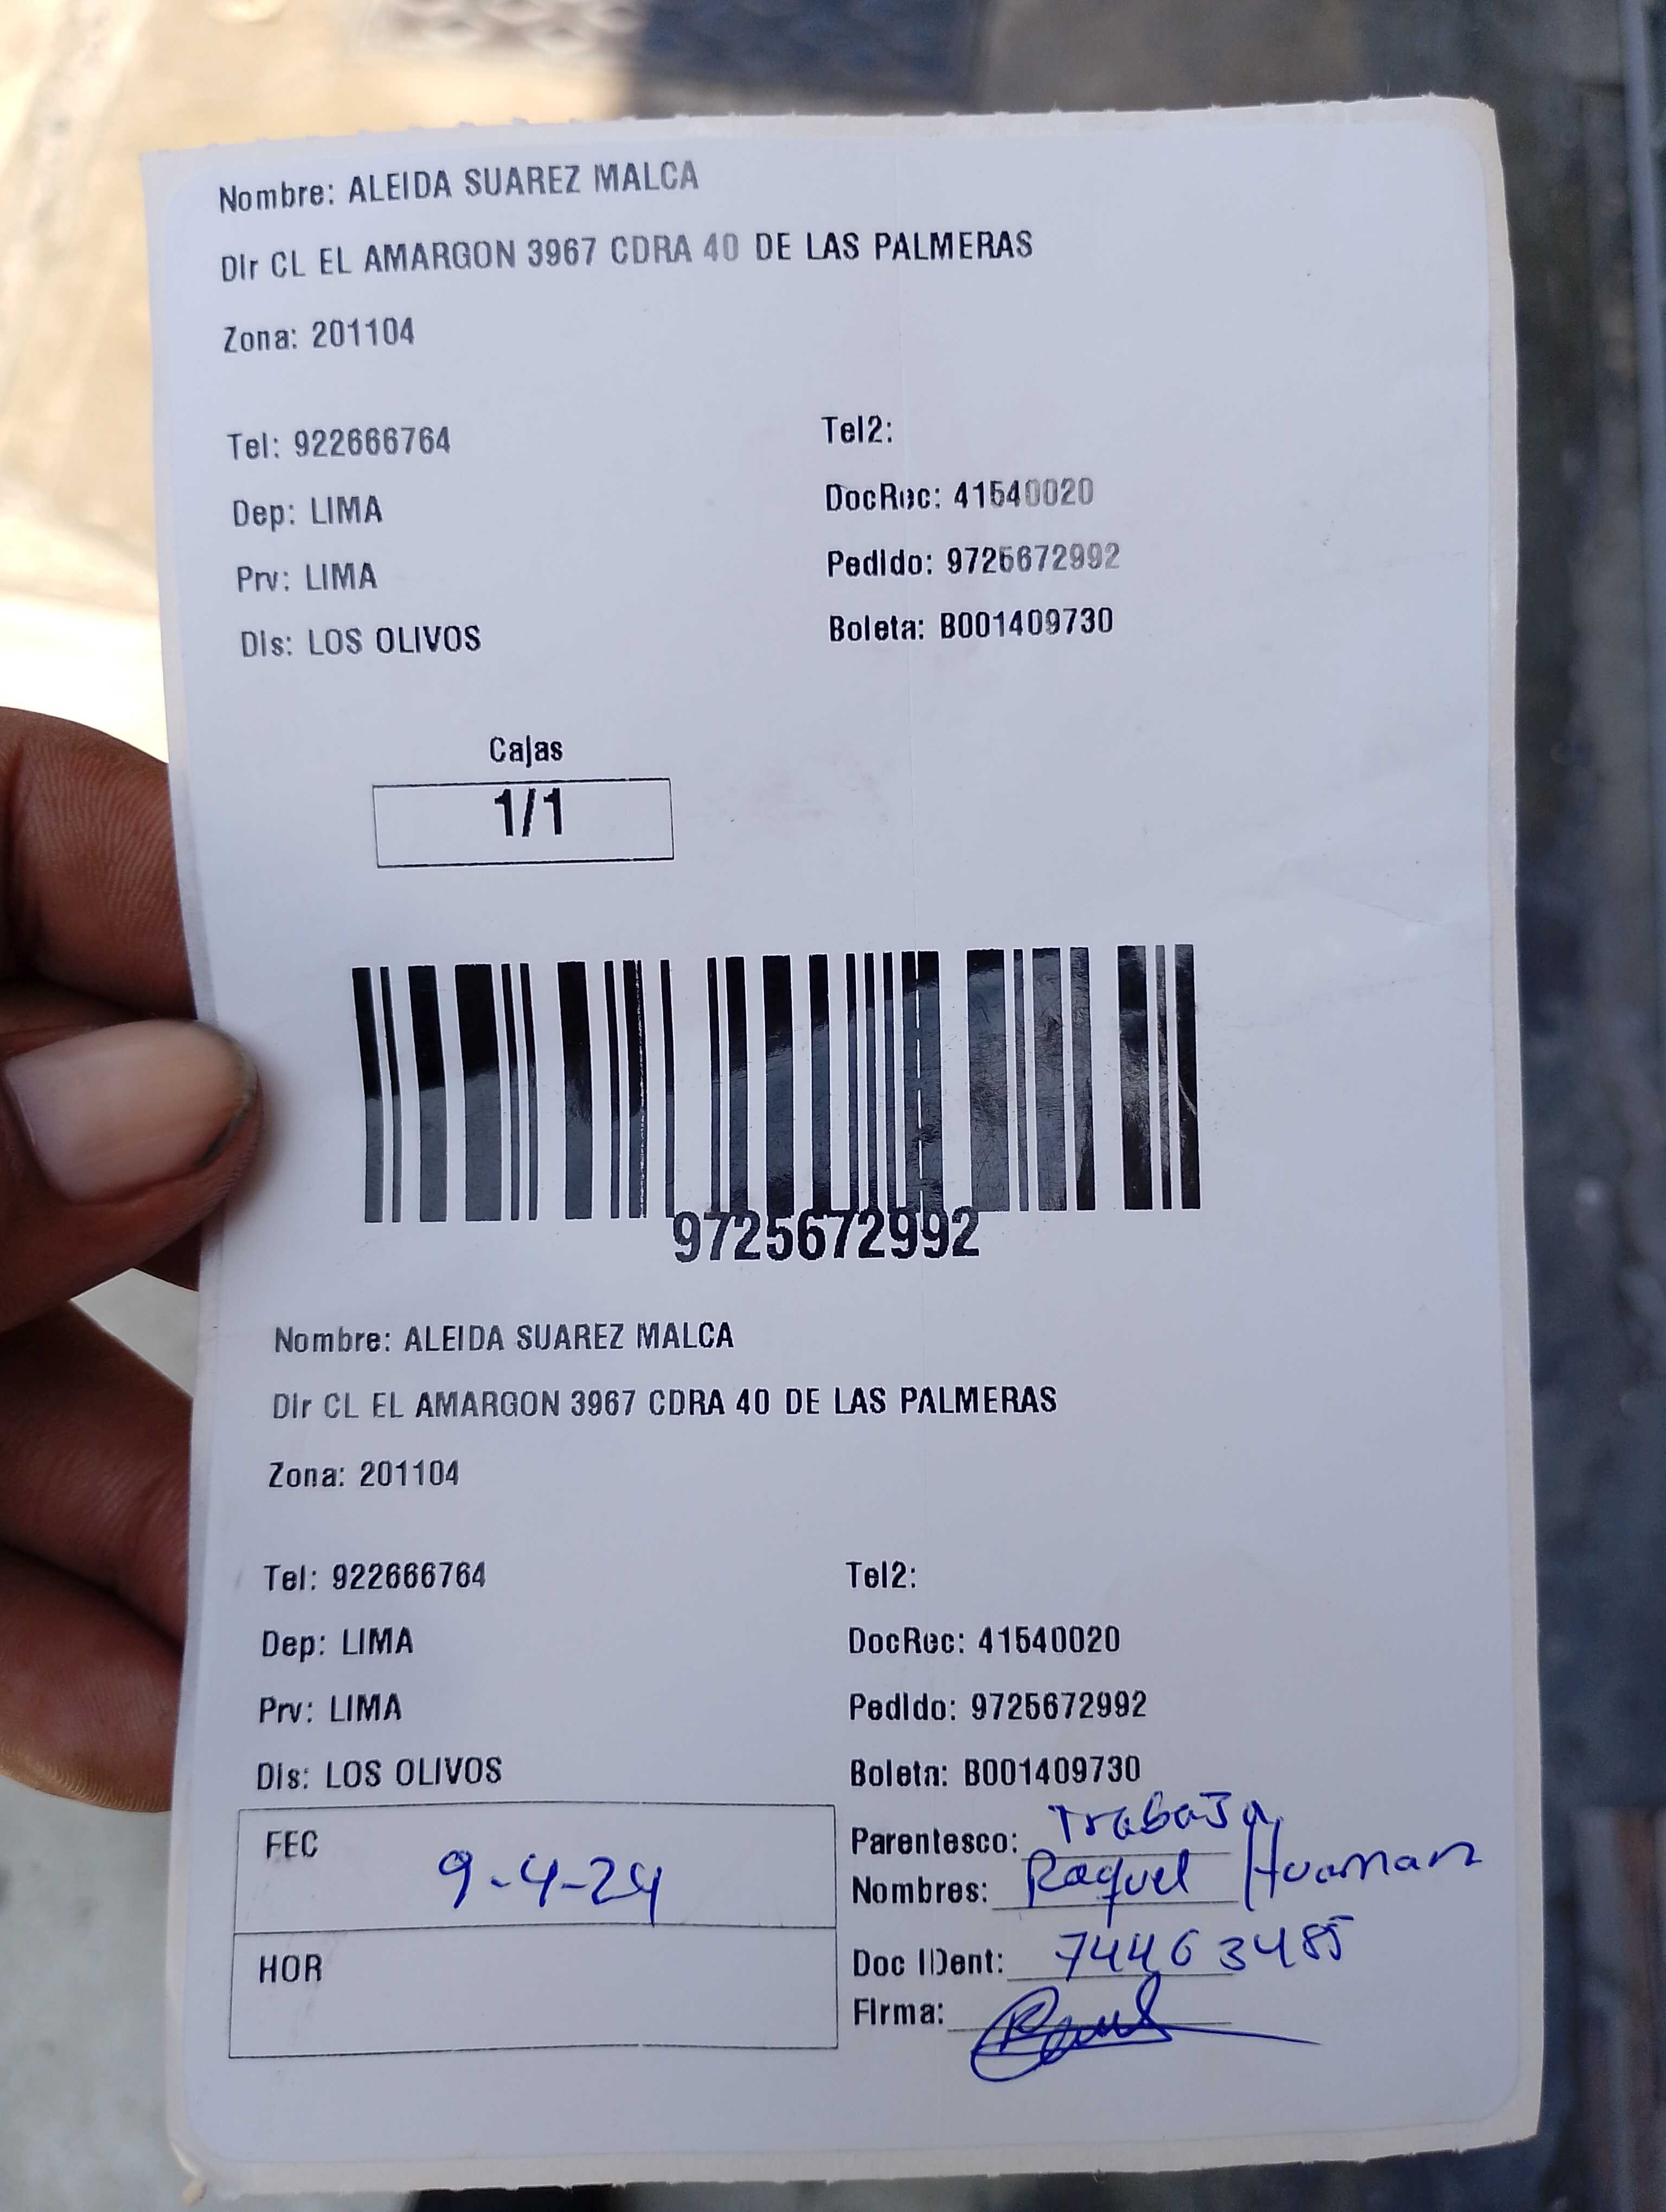 Nombre: ALEIDA SUAREZ MALCA
Dir CL EL AMARGON 3967 CDRA 40 DE LAS PALMERAS
Zona: 201104
Tel: 922666764
Tel2:
Dep: LIMA
DocRec: 41540020
Prv: LIMA
Pedido: 9725672992
Dis: LOS OLIVOS
Boleta: B001409730
Cajas
1/1
9725672992
Nombre: ALEIDA SUAREZ MALCA
Dir CL EL AMARGON 3967 CDRA 40 DE LAS PALMERAS
Zona: 201104
Tel: 922666764
Tel2:
Dep: LIMA
DocRec: 41540020
Prv: LIMA
Pedido: 9725672992
Dis: LOS OLIVOS
Boleta: B001409730
FEC 9-4-24
Parentesco: Trabaja
Nombres: Raquel Huaman
HOR
Doc IDent: 74463485
Firma: